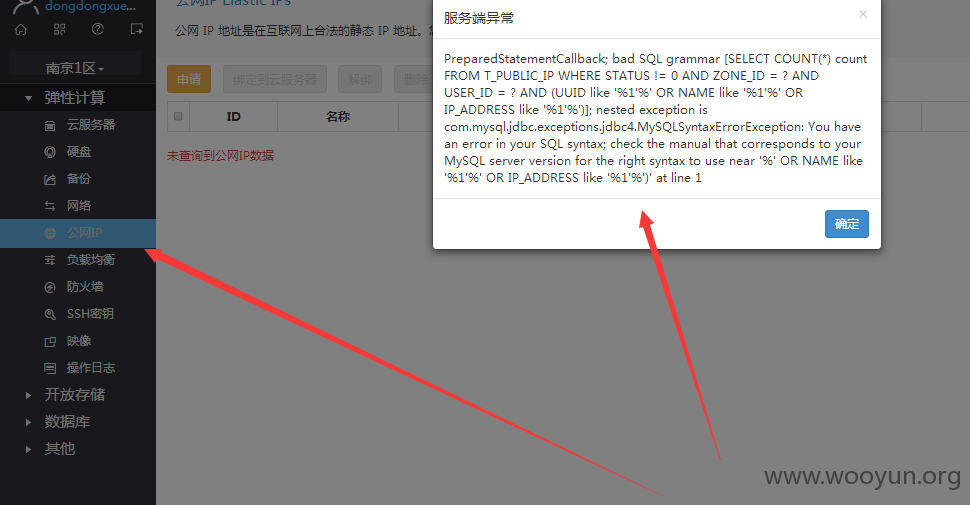 dongdongxue...
南京1区
弹性计算
云服务器
硬盘
备份
网络
公网IP
负载均衡
防火墙
SSH密钥
映像
操作日志
开放存储
数据库
其他
公网IP Elastic IPs
公网 IP 地址是在互联网上合法的静态 IP 地址。
申请
绑定到云服务器
解绑
删除
ID
名称
未查询到公网IP数据
服务端异常
×
PreparedStatementCallback; bad SQL grammar [SELECT COUNT(*) count
FROM T_PUBLIC_IP WHERE STATUS != 0 AND ZONE_ID = ? AND
USER_ID = ? AND (UUID like '%1'%' OR NAME like '%1'%' OR
IP_ADDRESS like '%1'%')]; nested exception is
com.mysql.jdbc.exceptions.jdbc4.MySQLSyntaxErrorException: You have
an error in your SQL syntax; check the manual that corresponds to your
MySQL server version for the right syntax to use near '%' OR NAME like
'%1'%' OR IP_ADDRESS like '%1'%')' at line 1
确定
www.wooyun.org